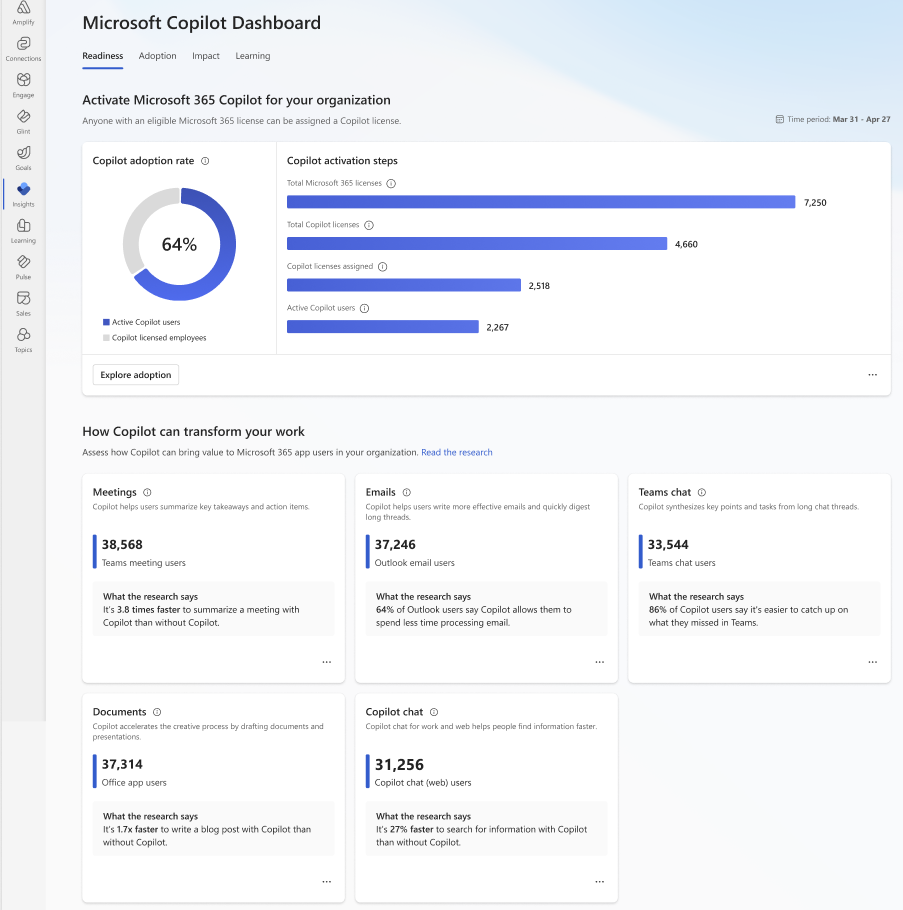 Amplify
Connections
Engage
Glint
Goals
Insights
Learning
Pulse
Sales
Topics
Microsoft Copilot Dashboard
Readiness Adoption Impact Learning
Activate Microsoft 365 Copilot for your organization
Anyone with an eligible Microsoft 365 license can be assigned a Copilot license.
Time period: Mar 31 - Apr 27
Copilot adoption rate
64%
Active Copilot users
Copilot licensed employees
Copilot activation steps
Total Microsoft 365 licenses
7,250
Total Copilot licenses
4,660
Copilot licenses assigned
2,518
Active Copilot users
2,267
Explore adoption
How Copilot can transform your work
Assess how Copilot can bring value to Microsoft 365 app users in your organization. Read the research
Meetings
Copilot helps users summarize key takeaways and action items.
38,568
Teams meeting users
What the research says
It's 3.8 times faster to summarize a meeting with
Copilot than without Copilot.
Emails
Copilot helps users write more effective emails and quickly digest
long threads.
37,246
Outlook email users
What the research says
64% of Outlook users say Copilot allows them to
spend less time processing email.
Teams chat
Copilot synthesizes key points and tasks from long chat threads.
33,544
Teams chat users
What the research says
86% of Copilot users say it's easier to catch up on
what they missed in Teams.
Documents
Copilot accelerates the creative process by drafting documents and
presentations.
37,314
Office app users
What the research says
It's 1.7x faster to write a blog post with Copilot than
without Copilot.
Copilot chat
Copilot chat for work and web helps people find information faster.
31,256
Copilot chat (web) users
What the research says
It's 27% faster to search for information with Copilot
than without Copilot.